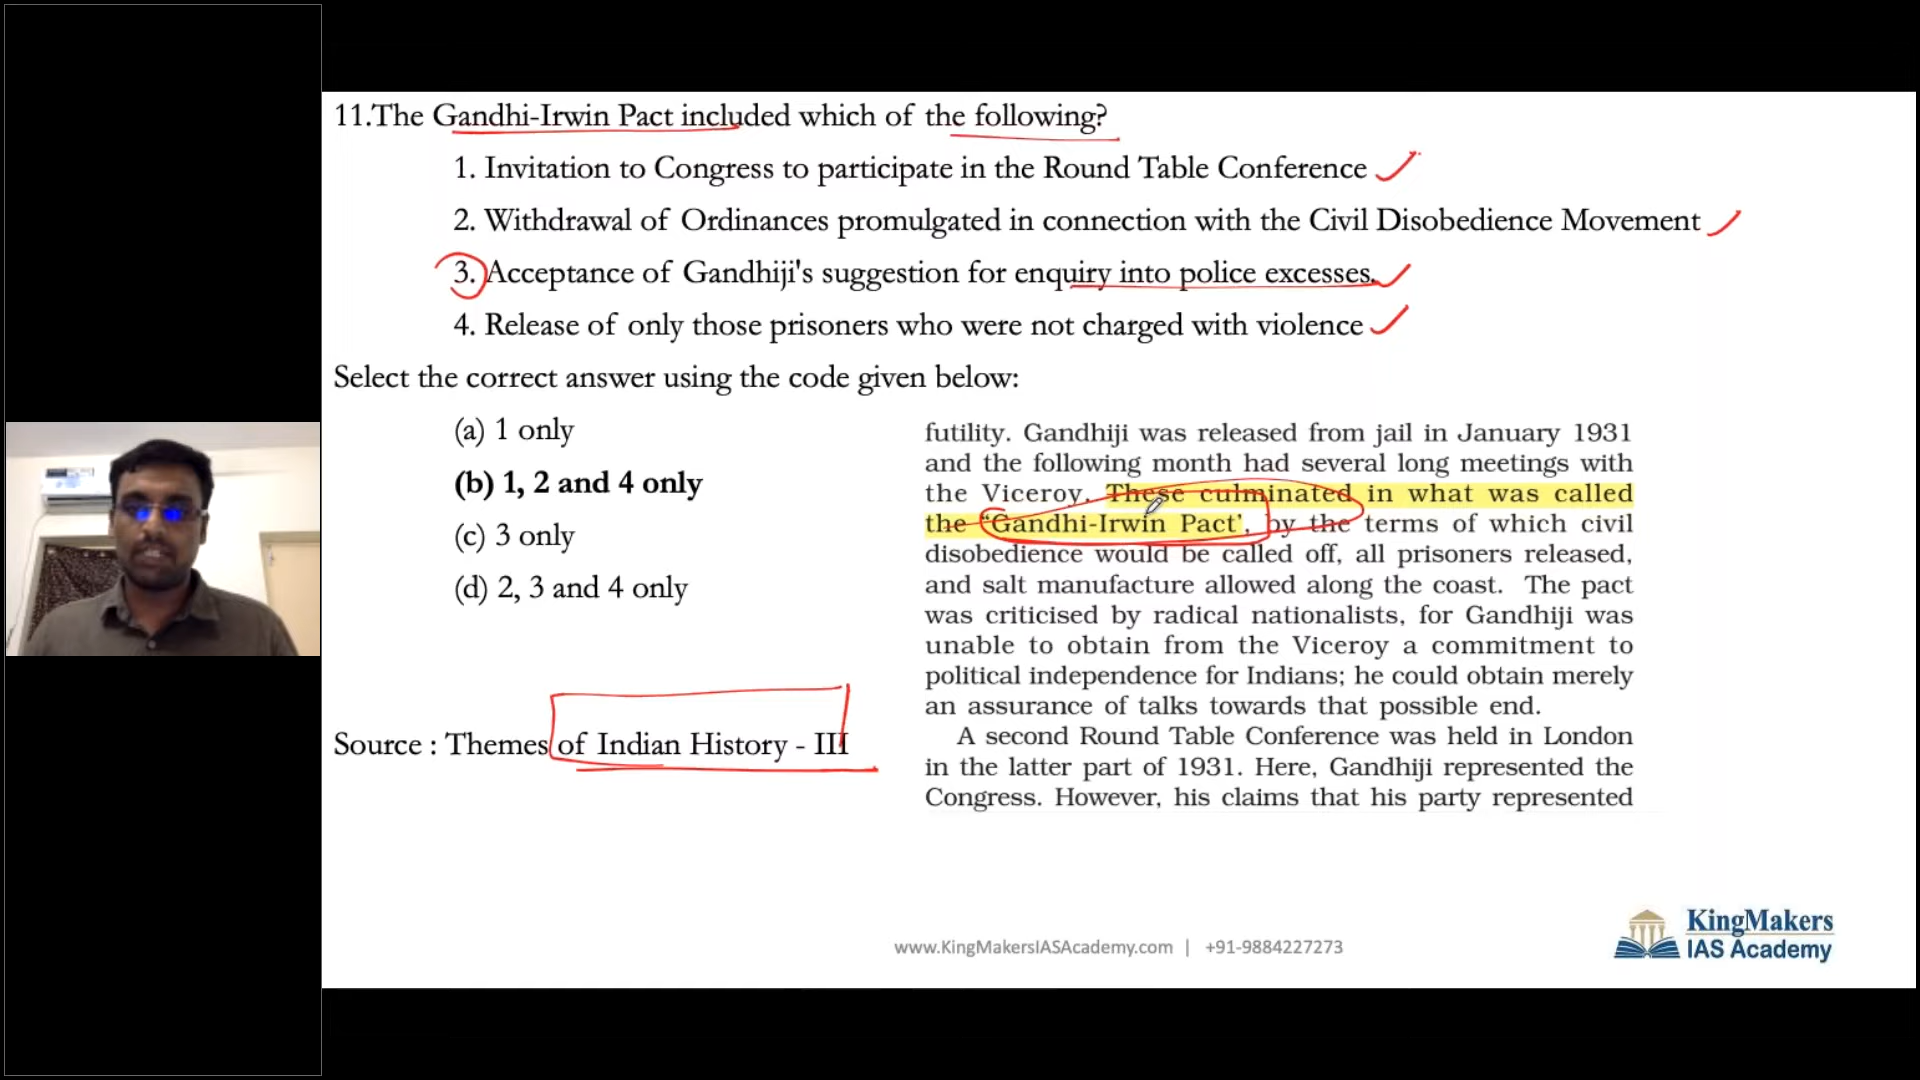 11.The Gandhi-Irwin Pact included which of the following?
1. Invitation to Congress to participate in the Round Table Conference
2. Withdrawal of Ordinances promulgated in connection with the Civil Disobedience Movement
3. Acceptance of Gandhiji's suggestion for enquiry into police excesses.
4. Release of only those prisoners who were not charged with violence
Select the correct answer using the code given below:
(a) 1 only
(b) 1, 2 and 4 only
(c) 3 only
(d) 2, 3 and 4 only
Source : Themes of Indian History - III
futility. Gandhiji was released from jail in January 1931
and the following month had several long meetings with
the Viceroy. These culminated in what was called
the “Gandhi-Irwin Pact’, by the terms of which civil
disobedience would be called off, all prisoners released,
and salt manufacture allowed along the coast. The pact
was criticised by radical nationalists, for Gandhiji was
unable to obtain from the Viceroy a commitment to
political independence for Indians; he could obtain merely
an assurance of talks towards that possible end.
A second Round Table Conference was held in London
in the latter part of 1931. Here, Gandhiji represented the
Congress. However, his claims that his party represented
www.KingMakersIASAcademy.com | +91-9884227273
KingMakers
IAS Academy